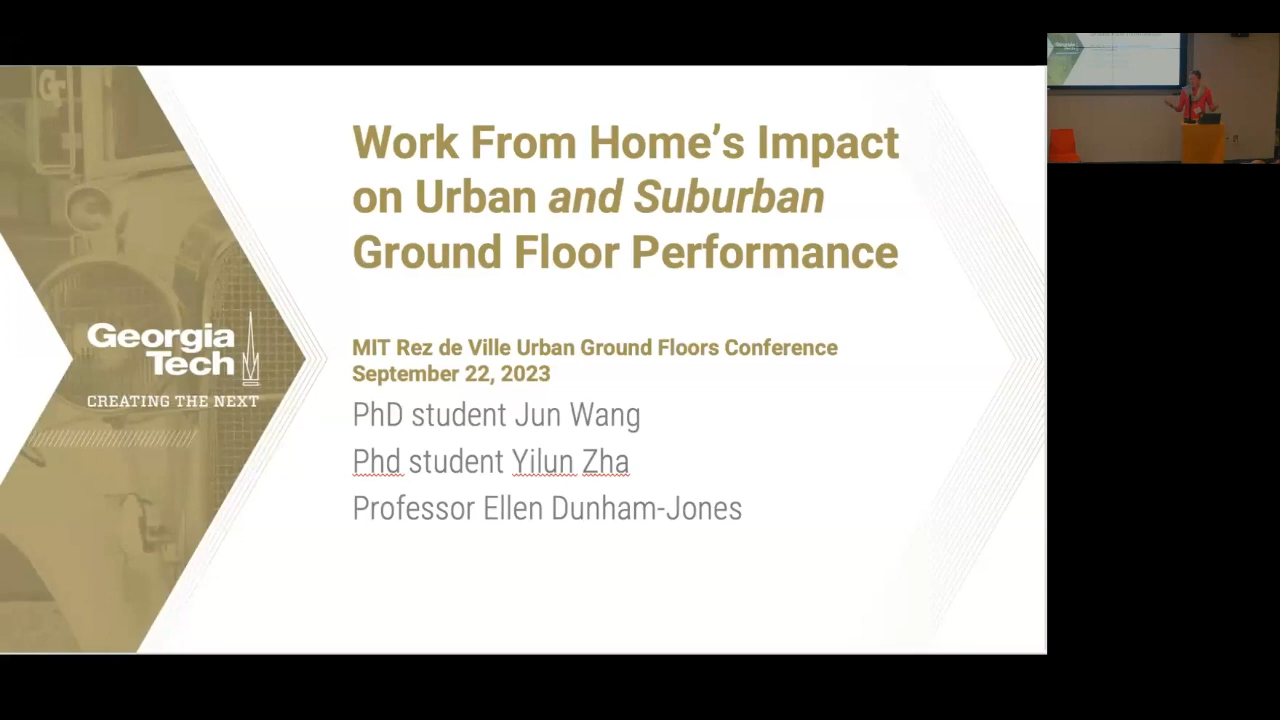 Work From Home’s Impact
on Urban and Suburban
Ground Floor Performance
MIT Rez de Ville Urban Ground Floors Conference
September 22, 2023
PhD student Jun Wang
Phd student Yilun Zha
Professor Ellen Dunham-Jones
GT
Georgia
Tech
CREATING THE NEXT